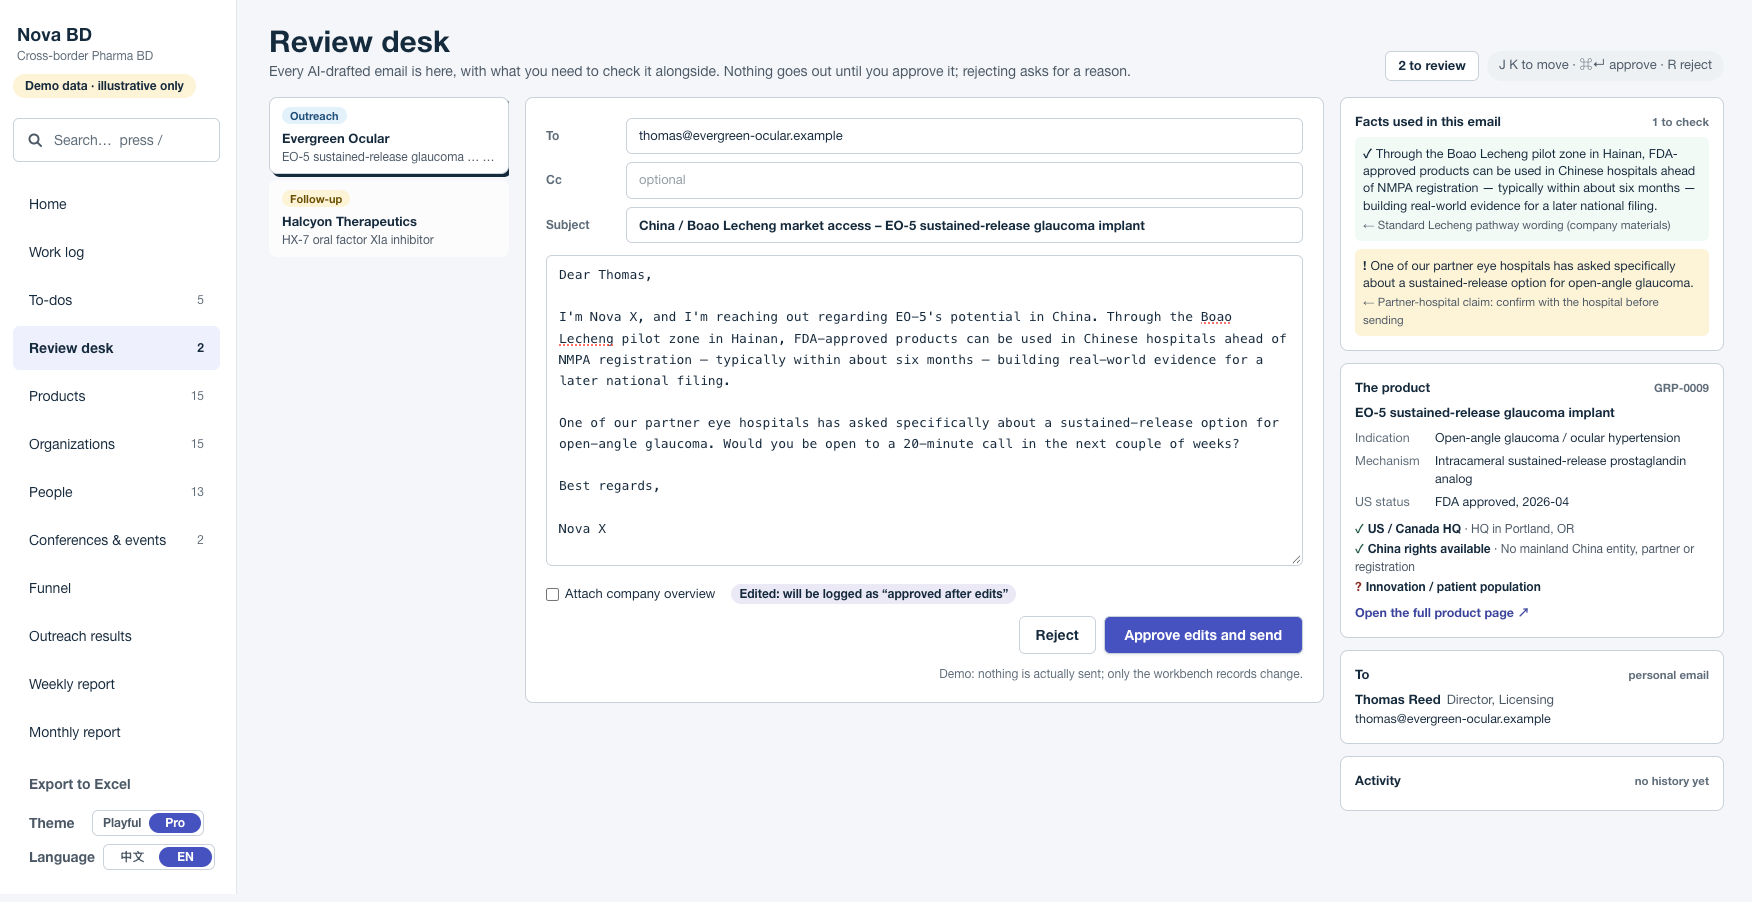 Nova BD
Cross-border Pharma BD
Demo data · illustrative only
Search… press /
Home
Work log
To-dos 5
Review desk 2
Products 15
Organizations 15
People 13
Conferences & events 2
Funnel
Outreach results
Weekly report
Monthly report
Export to Excel
Theme Playful Pro
Language 中文 EN
Review desk
Every AI-drafted email is here, with what you need to check it alongside. Nothing goes out until you approve it; rejecting asks for a reason.
2 to review
J K to move · ⌘↵ approve · R reject
Outreach
Evergreen Ocular
EO-5 sustained-release glaucoma … …
Follow-up
Halcyon Therapeutics
HX-7 oral factor XIa inhibitor
To thomas@evergreen-ocular.example
Cc optional
Subject China / Boao Lecheng market access – EO-5 sustained-release glaucoma implant
Dear Thomas,
I'm Nova X, and I'm reaching out regarding EO-5's potential in China. Through the Boao
Lecheng pilot zone in Hainan, FDA-approved products can be used in Chinese hospitals ahead of
NMPA registration — typically within about six months — building real-world evidence for a
later national filing.
One of our partner eye hospitals has asked specifically about a sustained-release option for
open-angle glaucoma. Would you be open to a 20-minute call in the next couple of weeks?
Best regards,
Nova X
Attach company overview
Edited: will be logged as “approved after edits”
Reject
Approve edits and send
Demo: nothing is actually sent; only the workbench records change.
Facts used in this email 1 to check
✓ Through the Boao Lecheng pilot zone in Hainan, FDA-
approved products can be used in Chinese hospitals ahead
of NMPA registration — typically within about six months —
building real-world evidence for a later national filing.
← Standard Lecheng pathway wording (company materials)
! One of our partner eye hospitals has asked specifically
about a sustained-release option for open-angle glaucoma.
← Partner-hospital claim: confirm with the hospital before
sending
The product GRP-0009
EO-5 sustained-release glaucoma implant
Indication Open-angle glaucoma / ocular hypertension
Mechanism Intracameral sustained-release prostaglandin
analog
US status FDA approved, 2026-04
✓ US / Canada HQ · HQ in Portland, OR
✓ China rights available · No mainland China entity, partner or
registration
? Innovation / patient population
Open the full product page ↗
To personal email
Thomas Reed Director, Licensing
thomas@evergreen-ocular.example
Activity no history yet